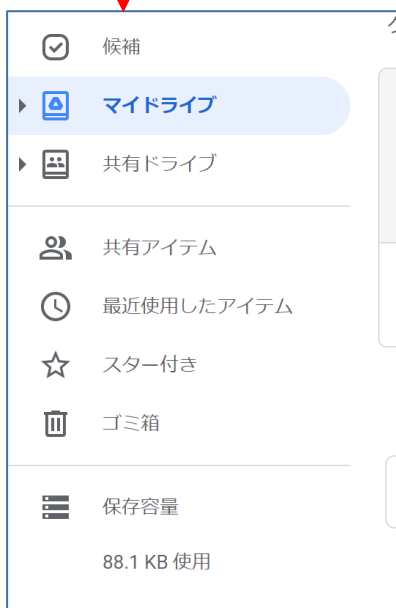 候補
マイドライブ
共有ドライブ
共有アイテム
最近使用したアイテム
スター付き
ゴミ箱
保存容量
88.1 KB 使用